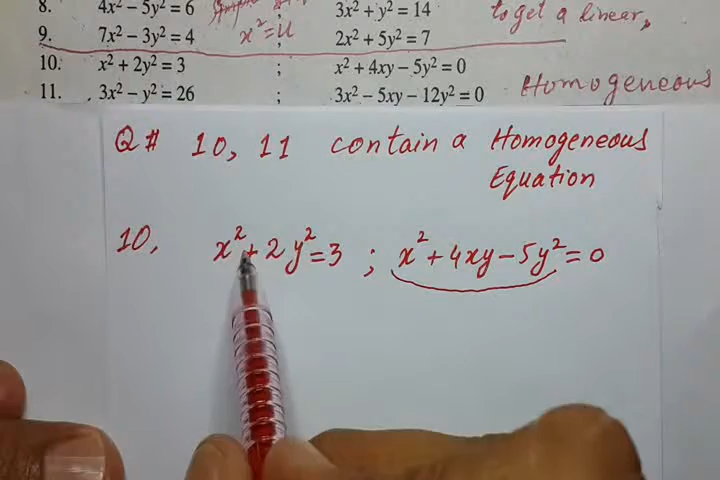 8. 4x² – 5y² = 6 ; 3x² + y² = 14 to get a linear,
9. 7x² – 3y² = 4 x² = u 2x² + 5y² = 7
10. x² + 2y² = 3 ; x² + 4xy – 5y² = 0
11. 3x² – y² = 26 ; 3x² – 5xy – 12y² = 0 Homogeneous
Q # 10, 11 contain a Homogeneous
Equation
10, x² + 2y² = 3 ; x² + 4xy – 5y² = 0